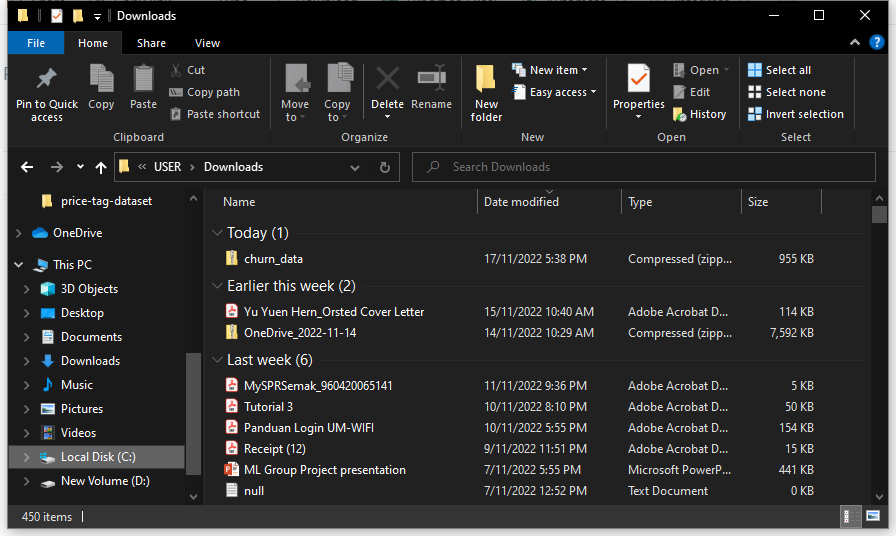 Downloads
File Home Share View
Pin to Quick access
Copy
Paste
Cut
Copy path
Paste shortcut
Clipboard
Move to
Copy to
Delete
Rename
Organize
New folder
New item
Easy access
New
Properties
Open
Edit
History
Open
Select all
Select none
Invert selection
Select
« USER > Downloads
Search Downloads
price-tag-dataset
OneDrive
This PC
3D Objects
Desktop
Documents
Downloads
Music
Pictures
Videos
Local Disk (C:)
New Volume (D:)
Name Date modified Type Size
Today (1)
churn_data 17/11/2022 5:38 PM Compressed (zipp... 955 KB
Earlier this week (2)
Yu Yuen Hern_Orsted Cover Letter 15/11/2022 10:40 AM Adobe Acrobat D... 114 KB
OneDrive_2022-11-14 14/11/2022 10:29 AM Compressed (zipp... 7,592 KB
Last week (6)
MySPRSemak_960420065141 11/11/2022 9:36 PM Adobe Acrobat D... 5 KB
Tutorial 3 10/11/2022 8:10 PM Adobe Acrobat D... 50 KB
Panduan Login UM-WIFI 10/11/2022 5:55 PM Adobe Acrobat D... 154 KB
Receipt (12) 9/11/2022 11:51 PM Adobe Acrobat D... 15 KB
ML Group Project presentation 7/11/2022 5:55 PM Microsoft PowerP... 441 KB
null 7/11/2022 12:52 PM Text Document 0 KB
450 items